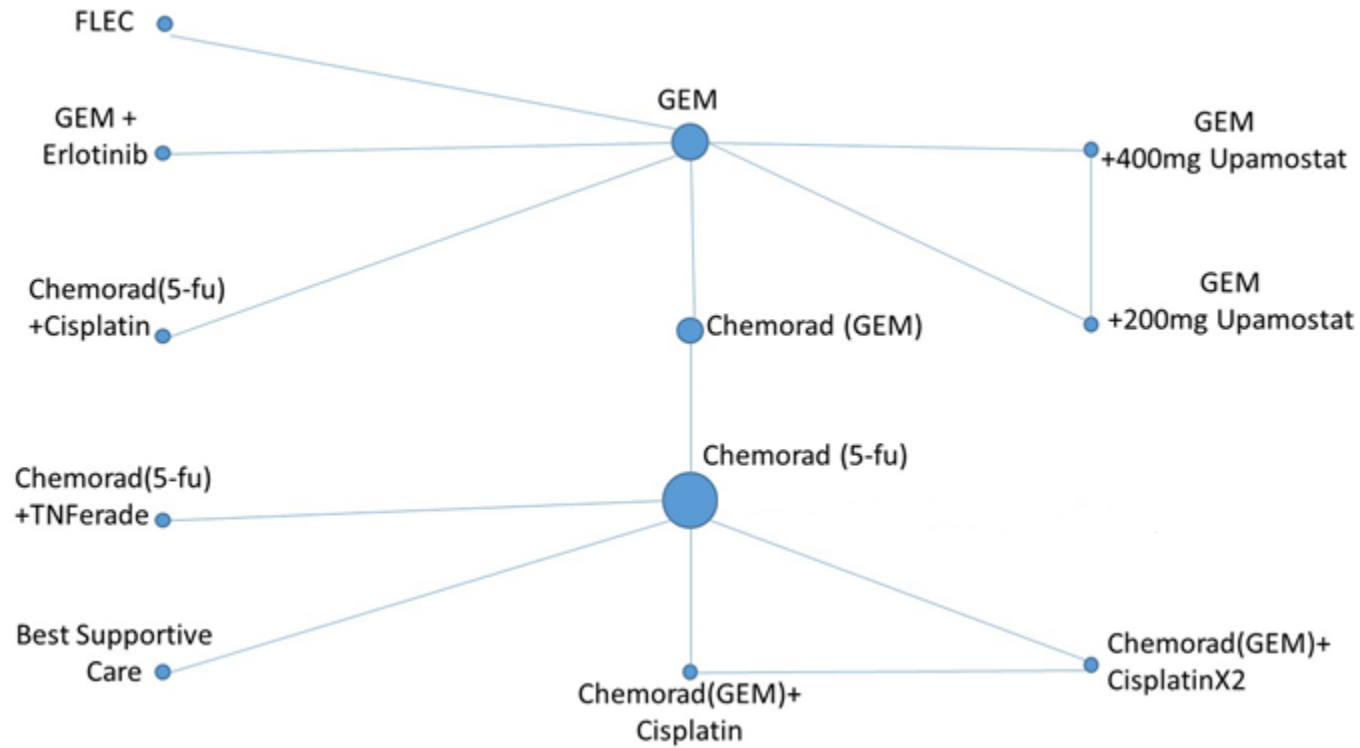 FLEC
GEM
GEM +
Erlotinib
GEM
+400mg Upamostat
Chemorad(5-fu)
+Cisplatin
GEM
+200mg Upamostat
Chemorad (GEM)
Chemorad (5-fu)
Chemorad(5-fu)
+TNFerade
Best Supportive
Care
Chemorad(GEM)+
Cisplatin
Chemorad(GEM)+
CisplatinX2